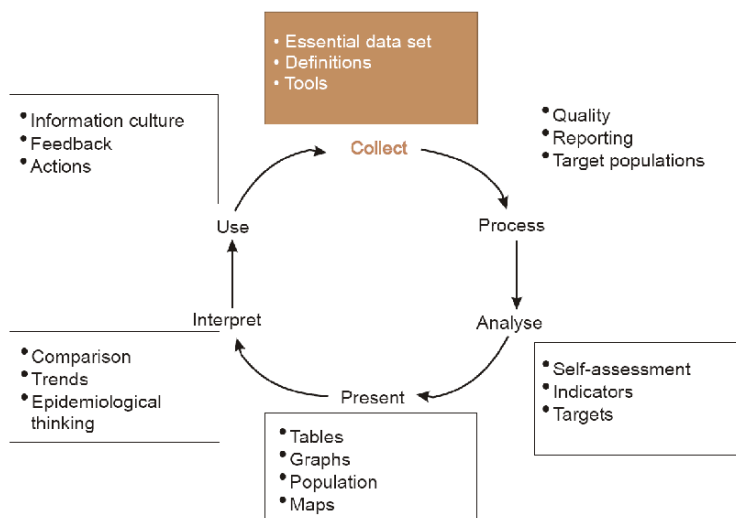 • Essential data set
• Definitions
• Tools
Collect
• Information culture
• Feedback
• Actions
• Quality
• Reporting
• Target populations
Use
Process
Interpret
Analyse
• Comparison
• Trends
• Epidemiological
thinking
Present
• Self-assessment
• Indicators
• Targets
• Tables
• Graphs
• Population
• Maps